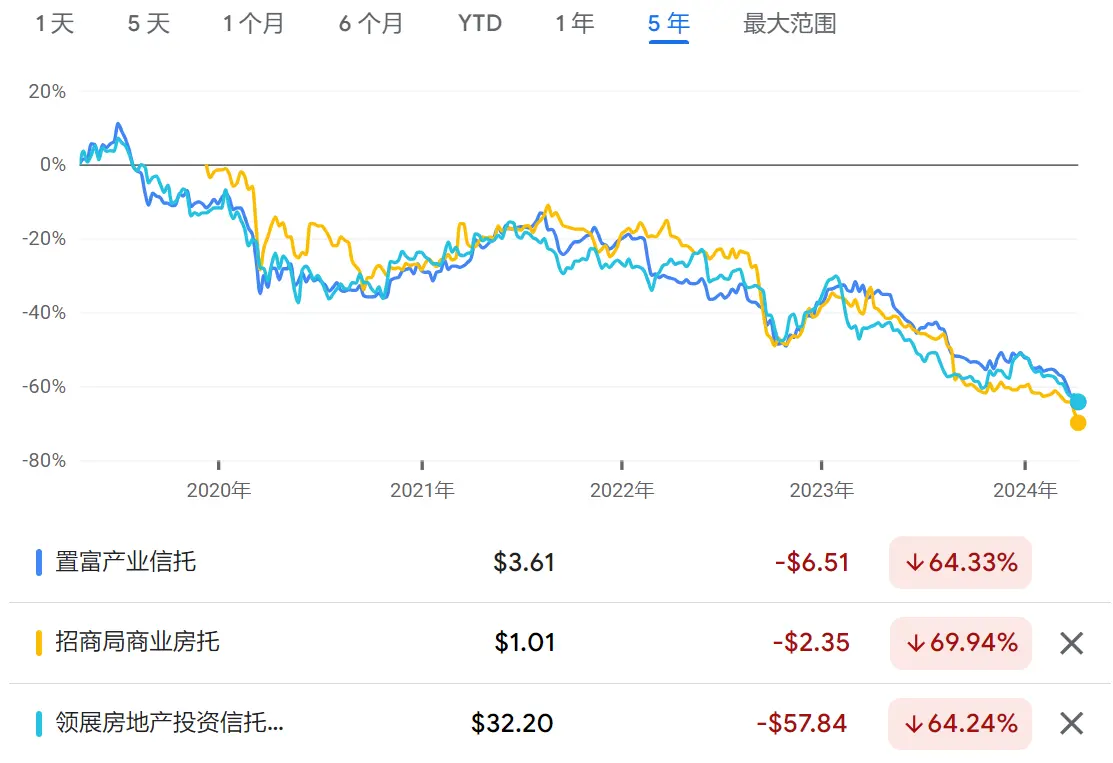 1天 5天 1个月 6个月 YTD 1年 5年 最大范围
20%
0%
-20%
-40%
-60%
-80%
2020年 2021年 2022年 2023年 2024年
置富产业信托 $3.61 -$6.51 ↓64.33%
招商局商业房托 $1.01 -$2.35 ↓69.94%
领展房地产投资信托... $32.20 -$57.84 ↓64.24%